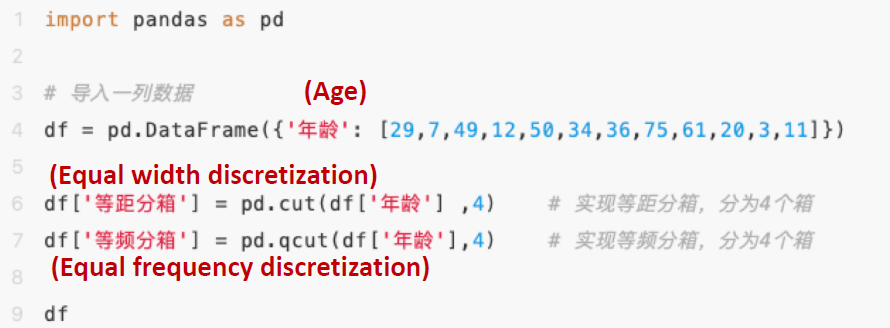 1 import pandas as pd
2
3 # 导入一列数据 (Age)
4 df = pd.DataFrame({'年龄': [29,7,49,12,50,34,36,75,61,20,3,11]})
5
(Equal width discretization)
6 df['等距分箱'] = pd.cut(df['年龄'] ,4) # 实现等距分箱，分为4个箱
7 df['等频分箱'] = pd.qcut(df['年龄'],4) # 实现等频分箱，分为4个箱
(Equal frequency discretization)
8
9 df